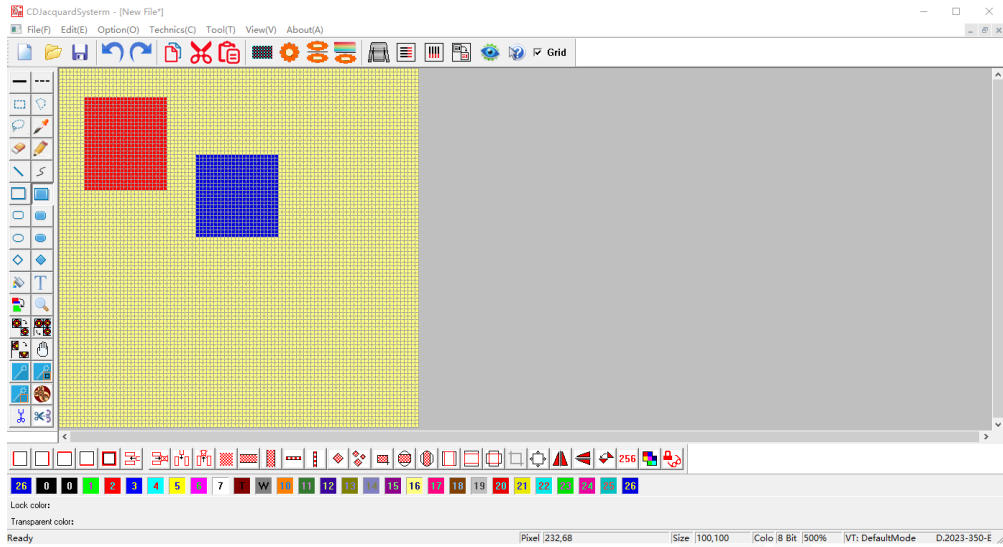 CDJacquardSysterm - [New File*]
File(F) Edit(E) Option(O) Technics(C) Tool(T) View(V) About(A)
Grid
T
256
26 0 0 1 2 3 4 5 6 7 T W 10 11 12 13 14 15 16 17 18 19 20 21 22 23 24 25 26
Lock color:
Transparent color:
Ready Pixel 232,68 Size 100,100 Colo 8 Bit 500% VT: DefaultMode D.2023-350-E